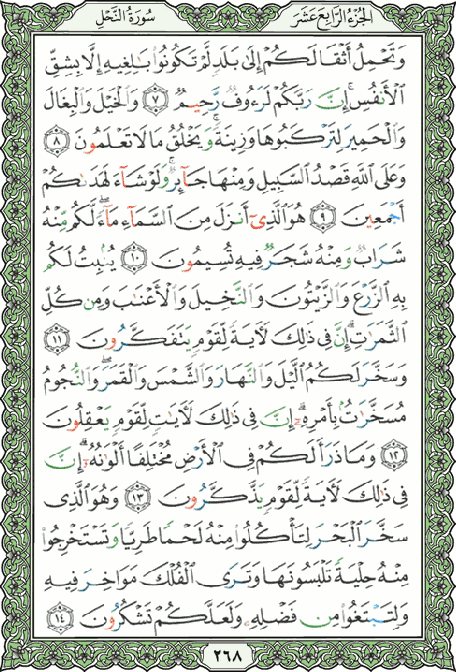 الجزء الرابع عشر
سورة النحل
وَتَحْمِلُ أَثْقَالَكُمْ إِلَىٰ بَلَدٍ لَّمْ تَكُونُوا۟ بَٰلِغِيهِ إِلَّا بِشِقِّ
ٱلْأَنفُسِ ۚ إِنَّ رَبَّكُمْ لَرَءُوفٌ رَّحِيمٌ ﴿٧﴾ وَٱلْخَيْلَ وَٱلْبِغَالَ
وَٱلْحَمِيرَ لِتَرْكَبُوهَا وَزِينَةً ۚ وَيَخْلُقُ مَا لَا تَعْلَمُونَ ﴿٨﴾
وَعَلَى ٱللَّهِ قَصْدُ ٱلسَّبِيلِ وَمِنْهَا جَآئِرٌ ۚ وَلَوْ شَآءَ لَهَدَىٰكُمْ
أَجْمَعِينَ ﴿٩﴾ هُوَ ٱلَّذِىٓ أَنزَلَ مِنَ ٱلسَّمَآءِ مَآءً ۖ لَّكُم مِّنْهُ
شَرَابٌ وَمِنْهُ شَجَرٌ فِيهِ تُسِيمُونَ ﴿١٠﴾ يُنۢبِتُ لَكُم
بِهِ ٱلزَّرْعَ وَٱلزَّيْتُونَ وَٱلنَّخِيلَ وَٱلْأَعْنَٰبَ وَمِن كُلِّ
ٱلثَّمَرَٰتِ ۗ إِنَّ فِى ذَٰلِكَ لَءَايَةً لِّقَوْمٍ يَتَفَكَّرُونَ ﴿١١﴾
وَسَخَّرَ لَكُمُ ٱلَّيْلَ وَٱلنَّهَارَ وَٱلشَّمْسَ وَٱلْقَمَرَ ۖ وَٱلنُّجُومُ
مُسَخَّرَٰتٌۢ بِأَمْرِهِۦٓ ۗ إِنَّ فِى ذَٰلِكَ لَءَايَٰتٍ لِّقَوْمٍ يَعْقِلُونَ
﴿١٢﴾ وَمَا ذَرَأَ لَكُمْ فِى ٱلْأَرْضِ مُخْتَلِفًا أَلْوَٰنُهُۥٓ ۗ إِنَّ
فِى ذَٰلِكَ لَءَايَةً لِّقَوْمٍ يَذَّكَّرُونَ ﴿١٣﴾ وَهُوَ ٱلَّذِى
سَخَّرَ ٱلْبَحْرَ لِتَأْكُلُوا۟ مِنْهُ لَحْمًا طَرِيًّا وَتَسْتَخْرِجُوا۟
مِنْهُ حِلْيَةً تَلْبَسُونَهَا وَتَرَى ٱلْفُلْكَ مَوَاخِرَ فِيهِ
وَلِتَبْتَغُوا۟ مِن فَضْلِهِۦ وَلَعَلَّكُمْ تَشْكُرُونَ ﴿١٤﴾
٢٦٨